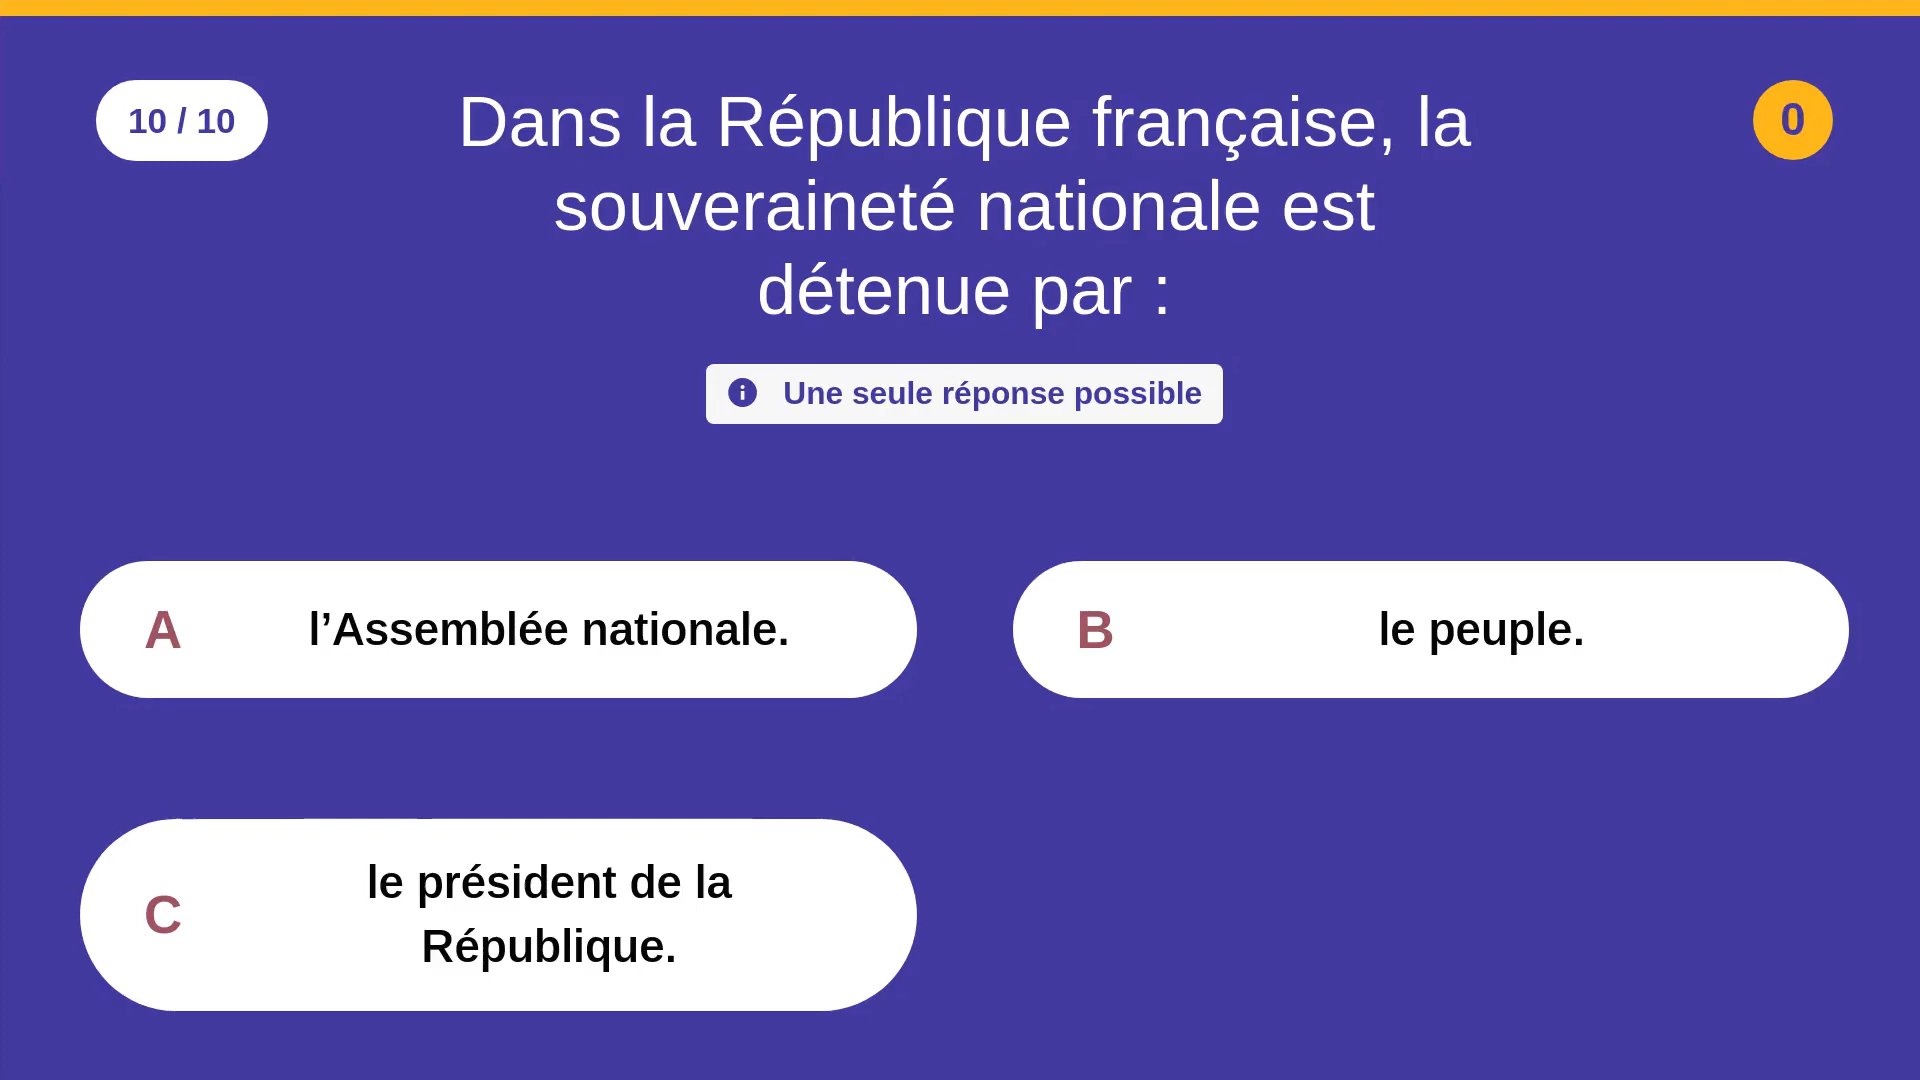 10 / 10
Dans la République française, la
souveraineté nationale est
détenue par :
0
Une seule réponse possible
A
l’Assemblée nationale.
B
le peuple.
C
le président de la
République.